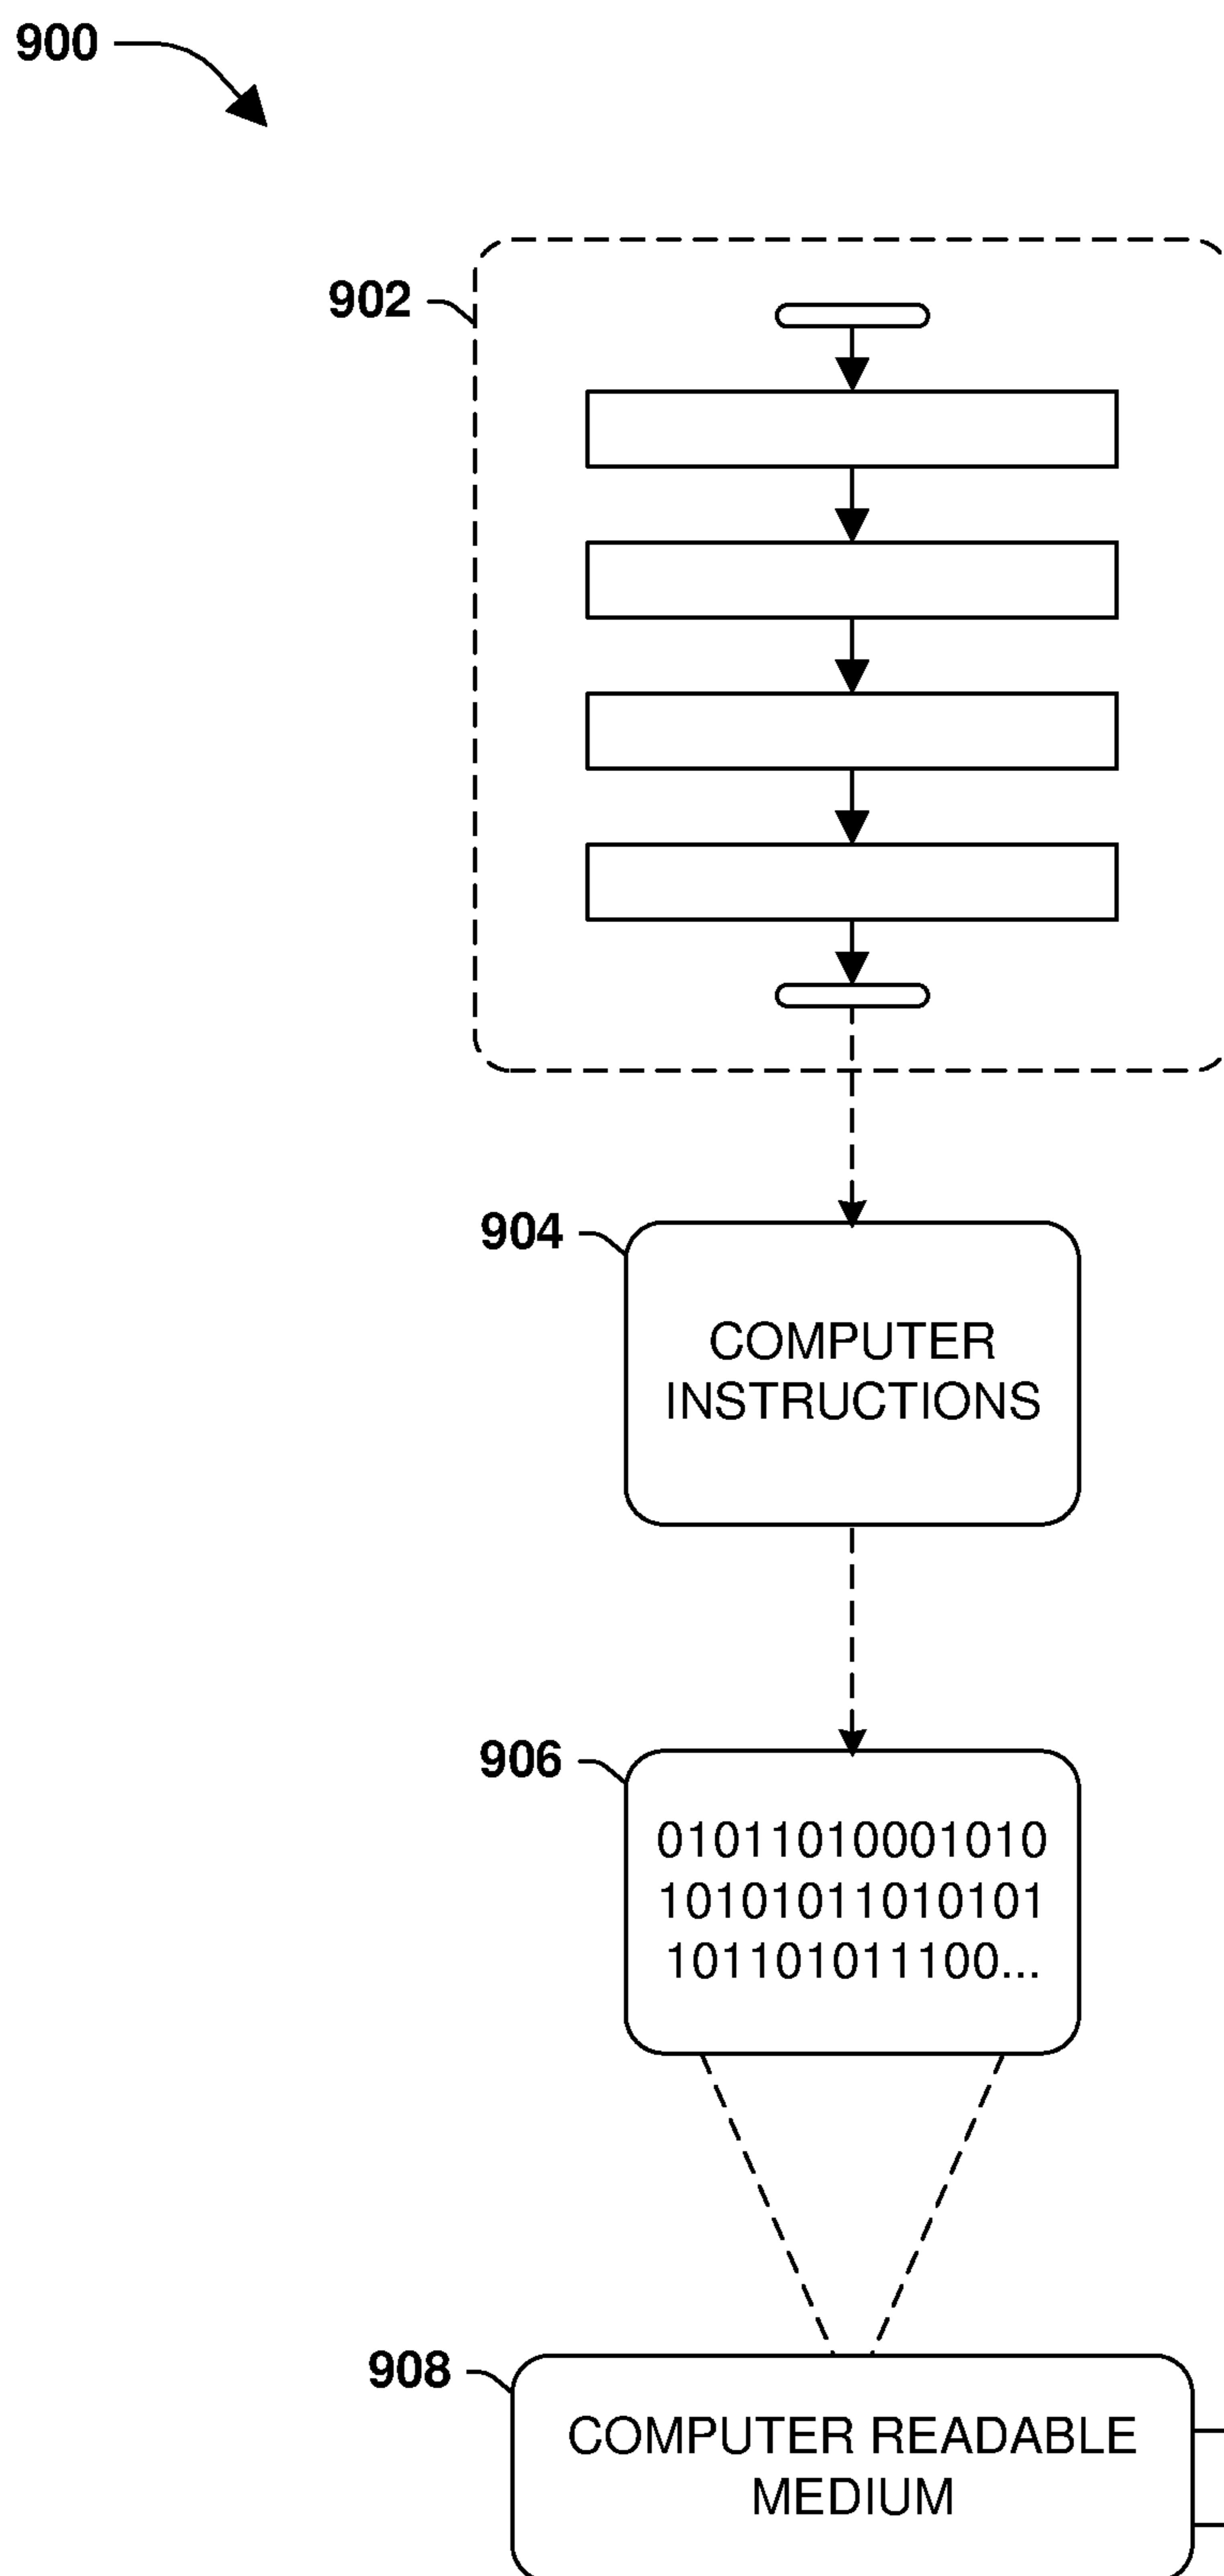 900
902
904
COMPUTER
INSTRUCTIONS
906
01011010001010
10101011010101
101101011100...
908
COMPUTER READABLE
MEDIUM